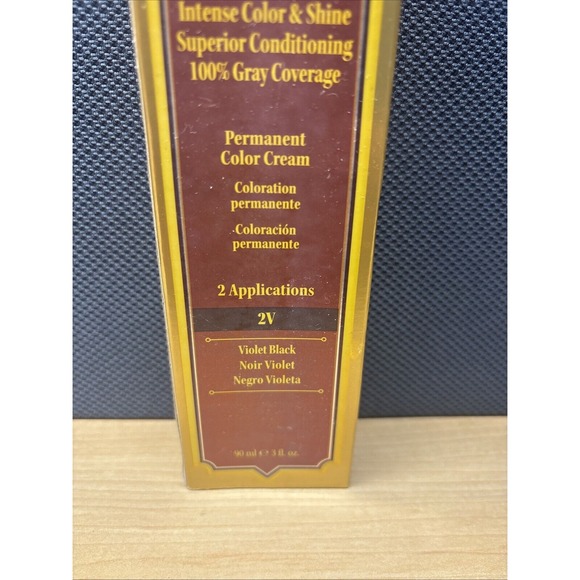 Intense Color & Shine
Superior Conditioning
100% Gray Coverage
Permanent
Color Cream
Coloration
permanente
Coloración
permanente
2 Applications
2V
Violet Black
Noir Violet
Negro Violeta
90 ml ℮ 3 fl. oz.